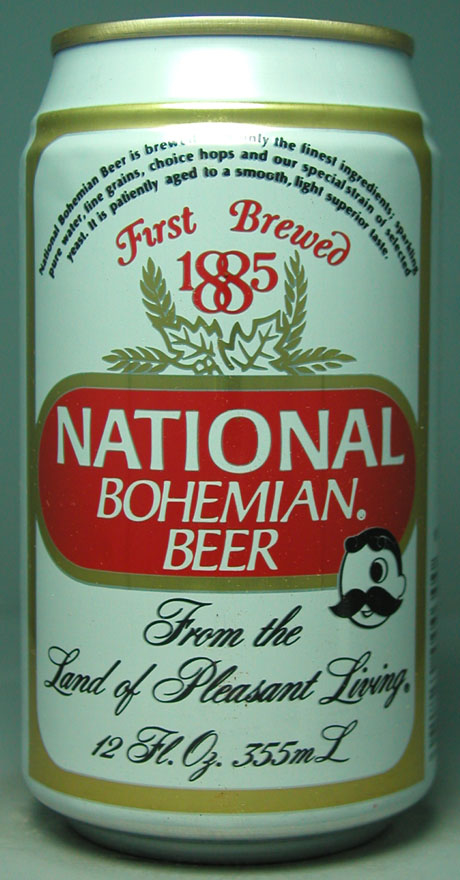 National Bohemian Beer is brewed only the finest ingredients; sparkling
pure water, fine grains, choice hops and our special strain of selected
yeast. It is patiently aged to a smooth, light superior taste.
First Brewed
1885
NATIONAL
BOHEMIAN®
BEER
From the
Land of Pleasant Living®
12 Fl. Oz. 355mL